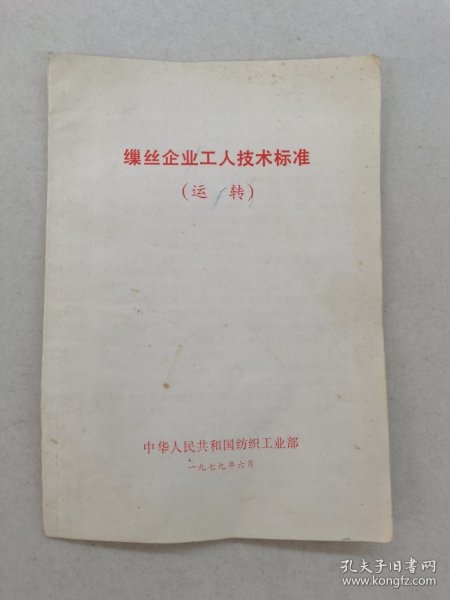 缫丝企业工人技术标准
(运 转)
中华人民共和国纺织工业部
一九七九年六月
孔夫子旧书网
www.kongfz.com